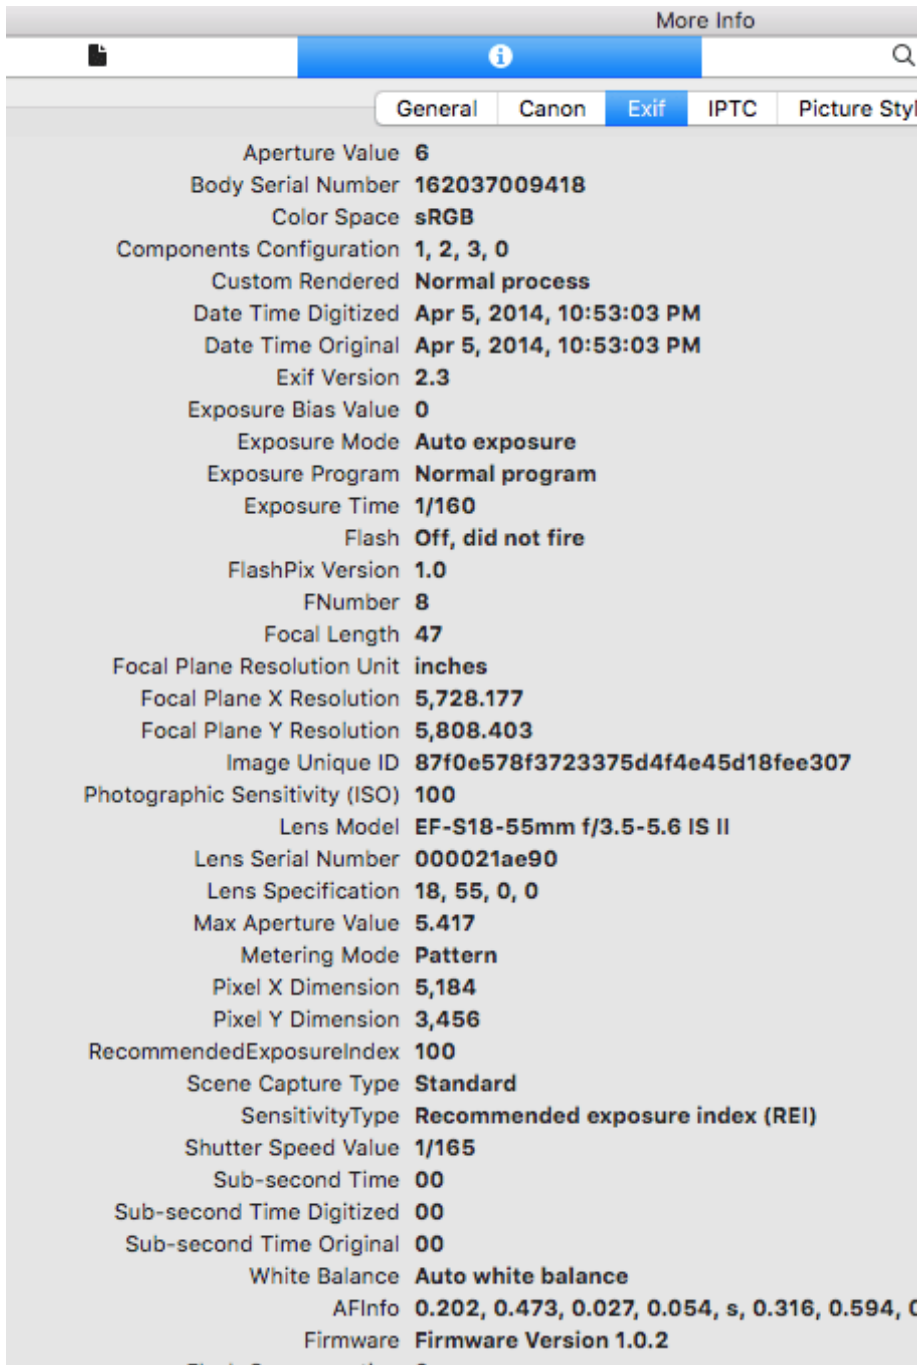 More Info
General Canon Exif IPTC Picture Styl
Aperture Value 6
Body Serial Number 162037009418
Color Space sRGB
Components Configuration 1, 2, 3, 0
Custom Rendered Normal process
Date Time Digitized Apr 5, 2014, 10:53:03 PM
Date Time Original Apr 5, 2014, 10:53:03 PM
Exif Version 2.3
Exposure Bias Value 0
Exposure Mode Auto exposure
Exposure Program Normal program
Exposure Time 1/160
Flash Off, did not fire
FlashPix Version 1.0
FNumber 8
Focal Length 47
Focal Plane Resolution Unit inches
Focal Plane X Resolution 5,728.177
Focal Plane Y Resolution 5,808.403
Image Unique ID 87f0e578f3723375d4f4e45d18fee307
Photographic Sensitivity (ISO) 100
Lens Model EF-S18-55mm f/3.5-5.6 IS II
Lens Serial Number 000021ae90
Lens Specification 18, 55, 0, 0
Max Aperture Value 5.417
Metering Mode Pattern
Pixel X Dimension 5,184
Pixel Y Dimension 3,456
RecommendedExposureIndex 100
Scene Capture Type Standard
SensitivityType Recommended exposure index (REI)
Shutter Speed Value 1/165
Sub-second Time 00
Sub-second Time Digitized 00
Sub-second Time Original 00
White Balance Auto white balance
AFInfo 0.202, 0.473, 0.027, 0.054, s, 0.316, 0.594,
Firmware Firmware Version 1.0.2